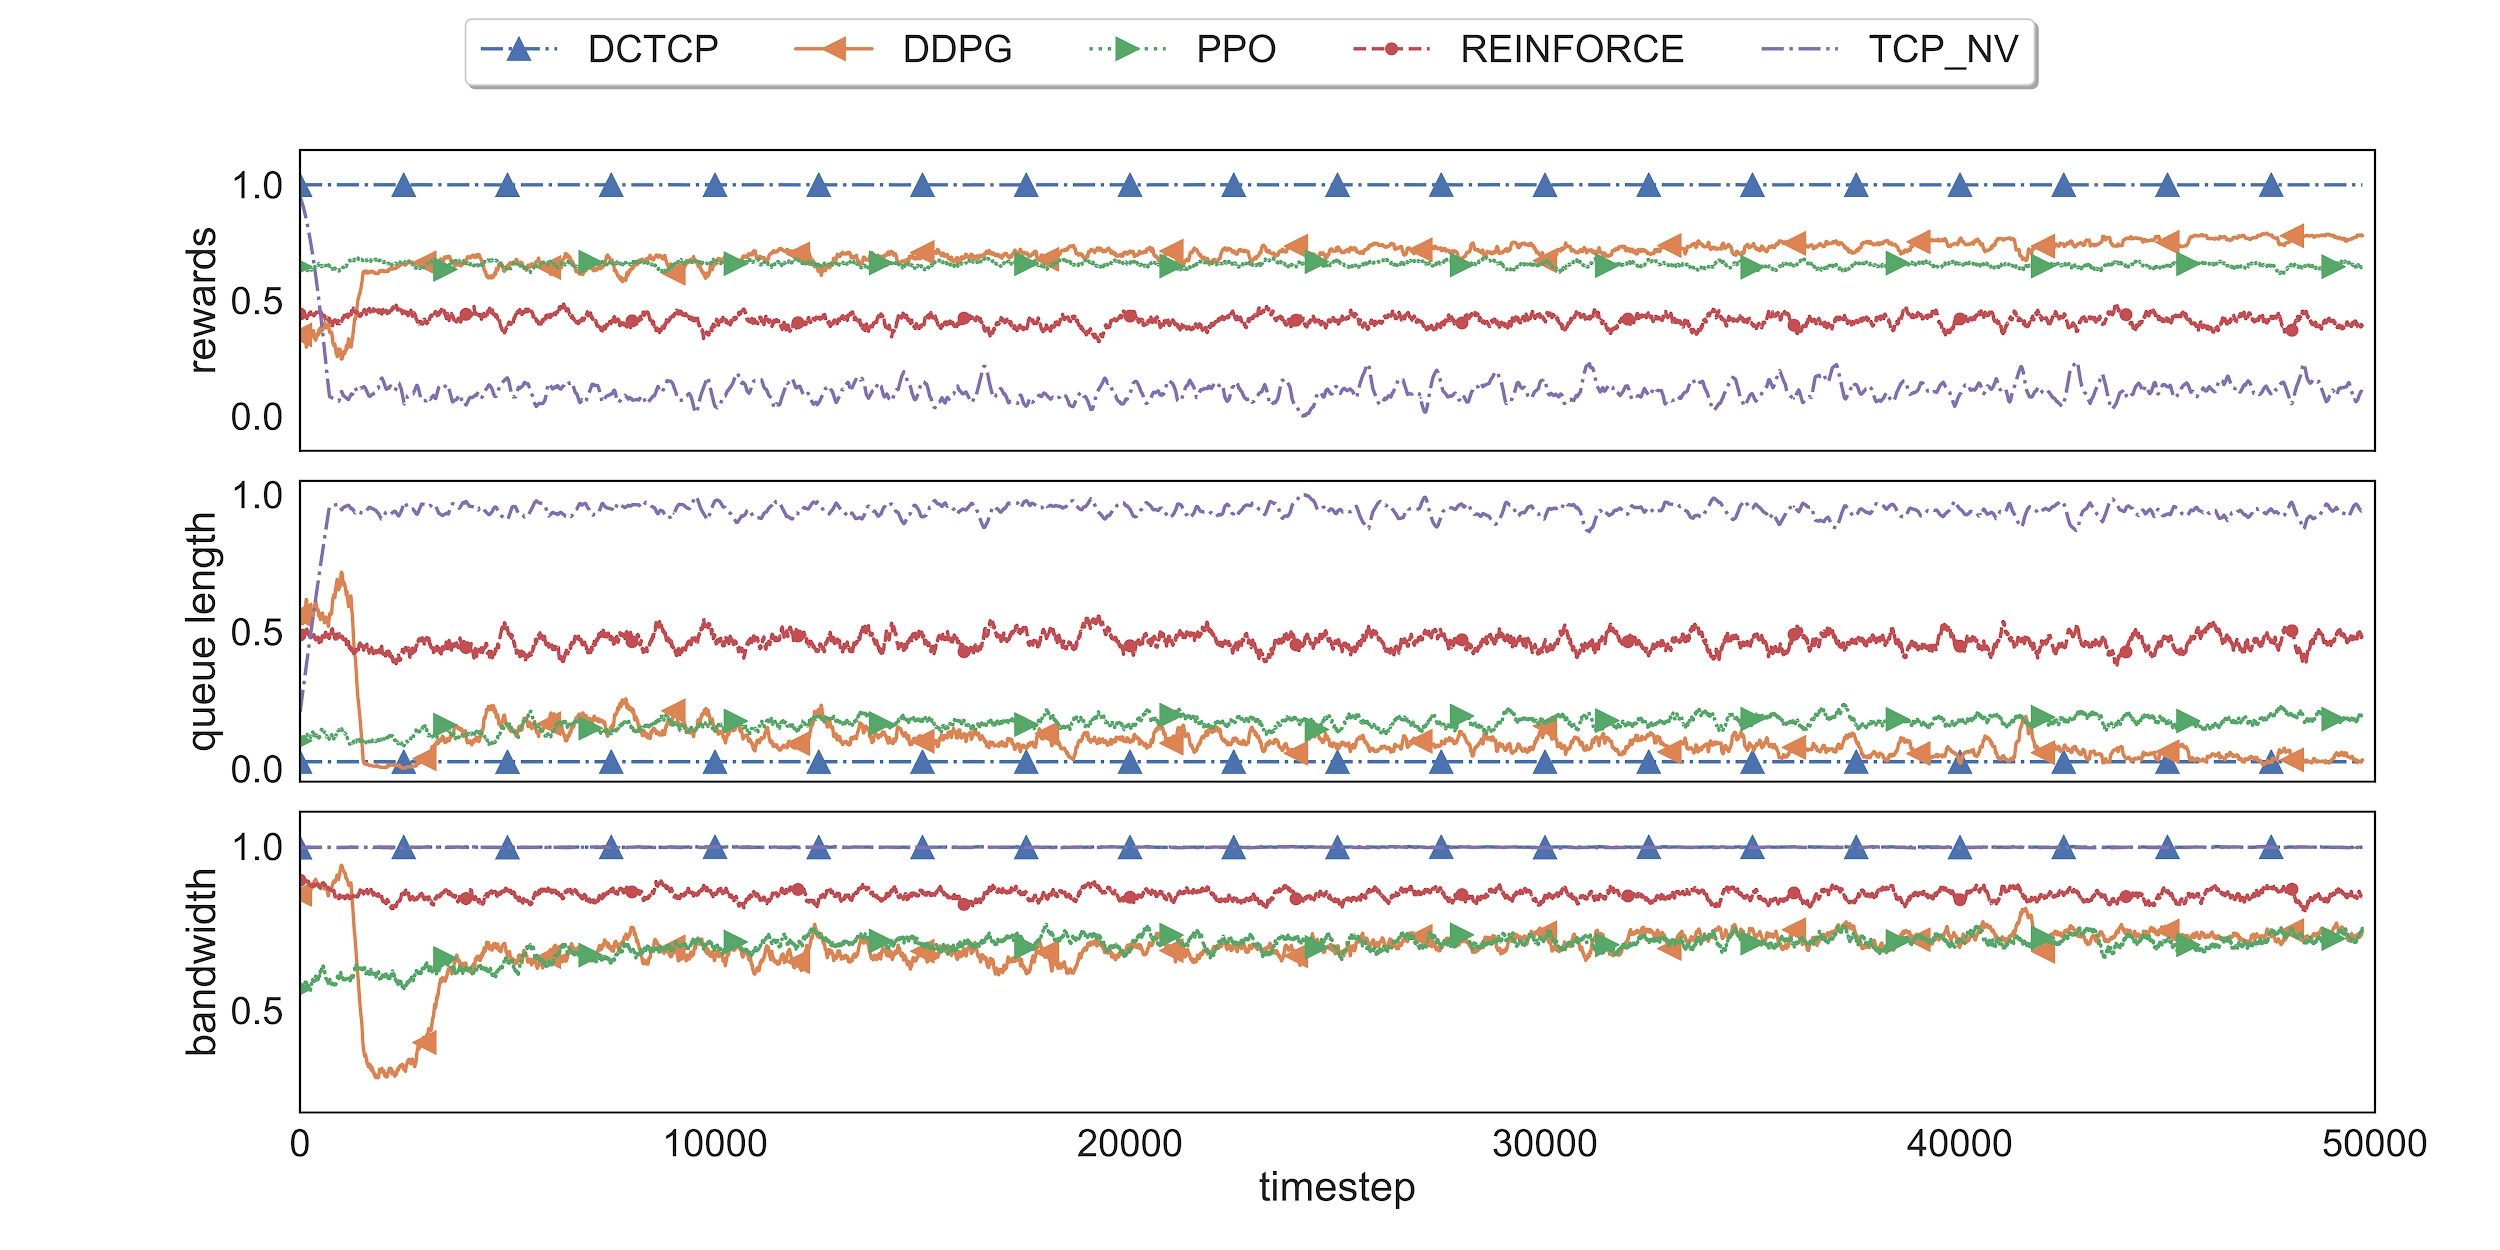 DCTCP DDPG PPO REINFORCE TCP_NV
rewards
1.0
0.5
0.0
queue length
1.0
0.5
0.0
bandwidth
1.0
0.5
0 10000 20000 30000 40000 50000
timestep